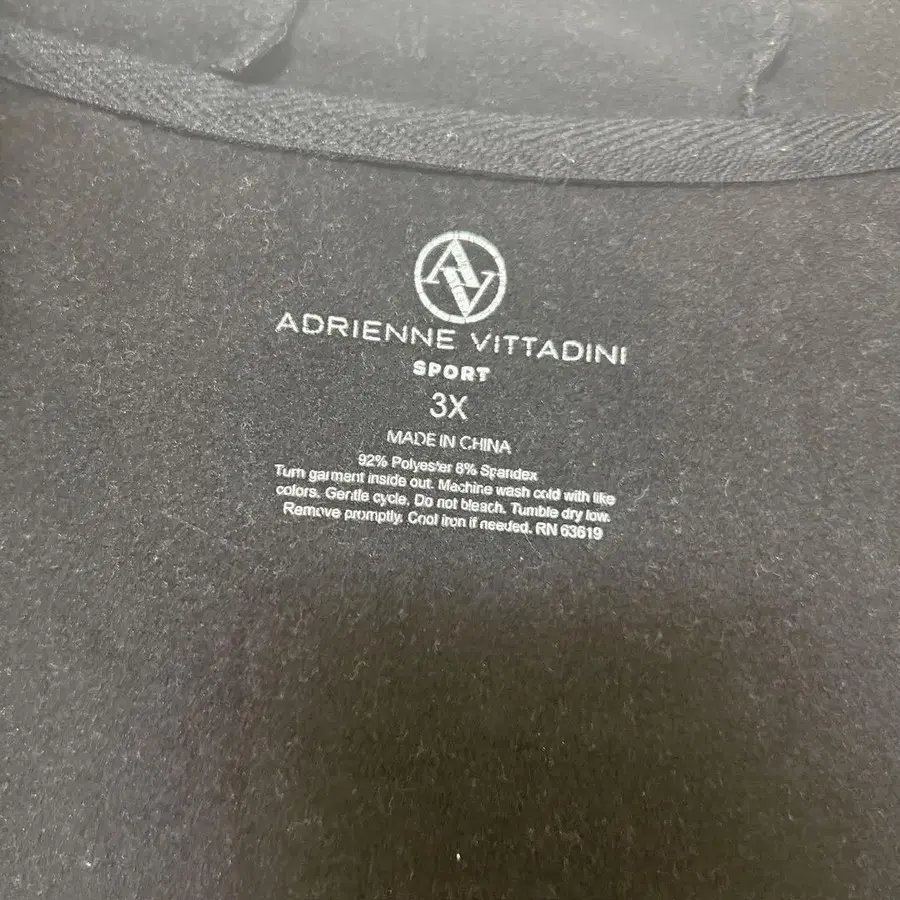 AV
ADRIENNE VITTADINI
SPORT
3X
MADE IN CHINA
92% Polyester 8% Spandex
Turn garment inside out. Machine wash cold with like
colors. Gentle cycle. Do not bleach. Tumble dry low.
Remove promptly. Cool iron if needed. RN 63619